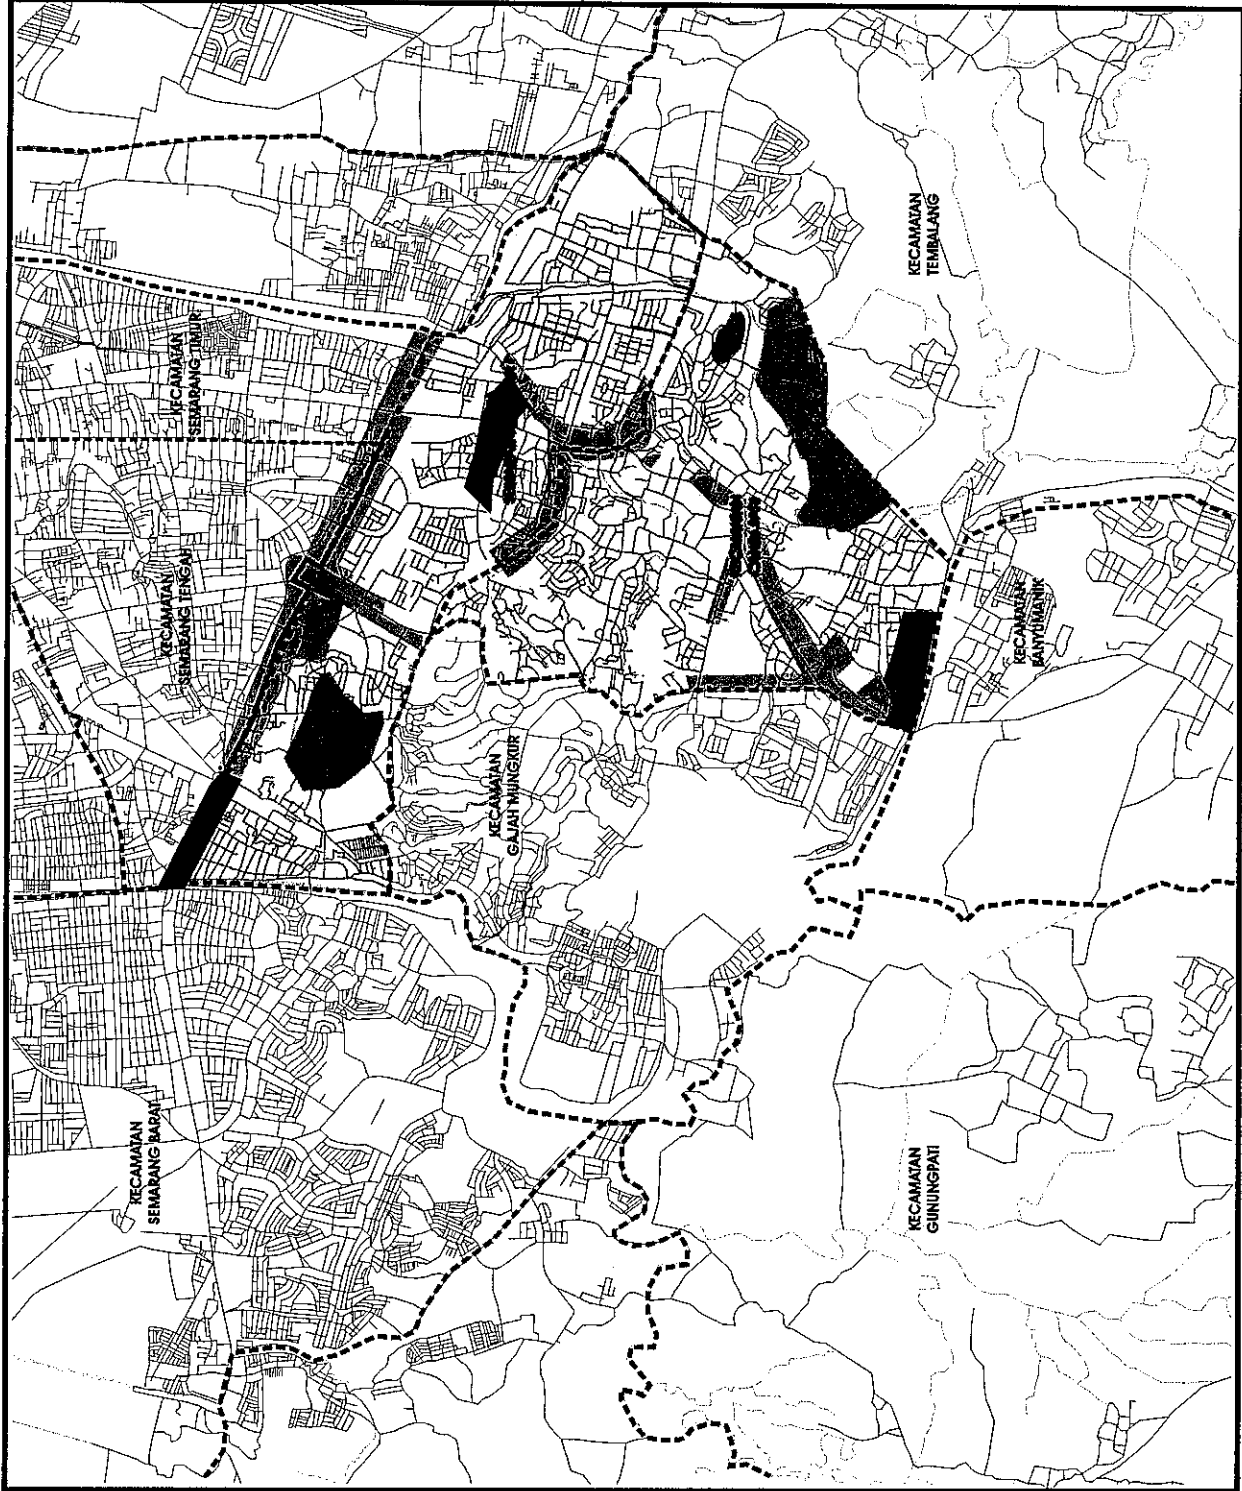 KECAMATAN
SEMARANG BARAT
KECAMATAN
SEMARANG TENGAH
KECAMATAN
SEMARANG TIMUR
KECAMATAN
GAJAH MUNGKUR
KECAMATAN
GUNUNGPATI
KECAMATAN
BANYUMANIK
KECAMATAN
TEMBALANG